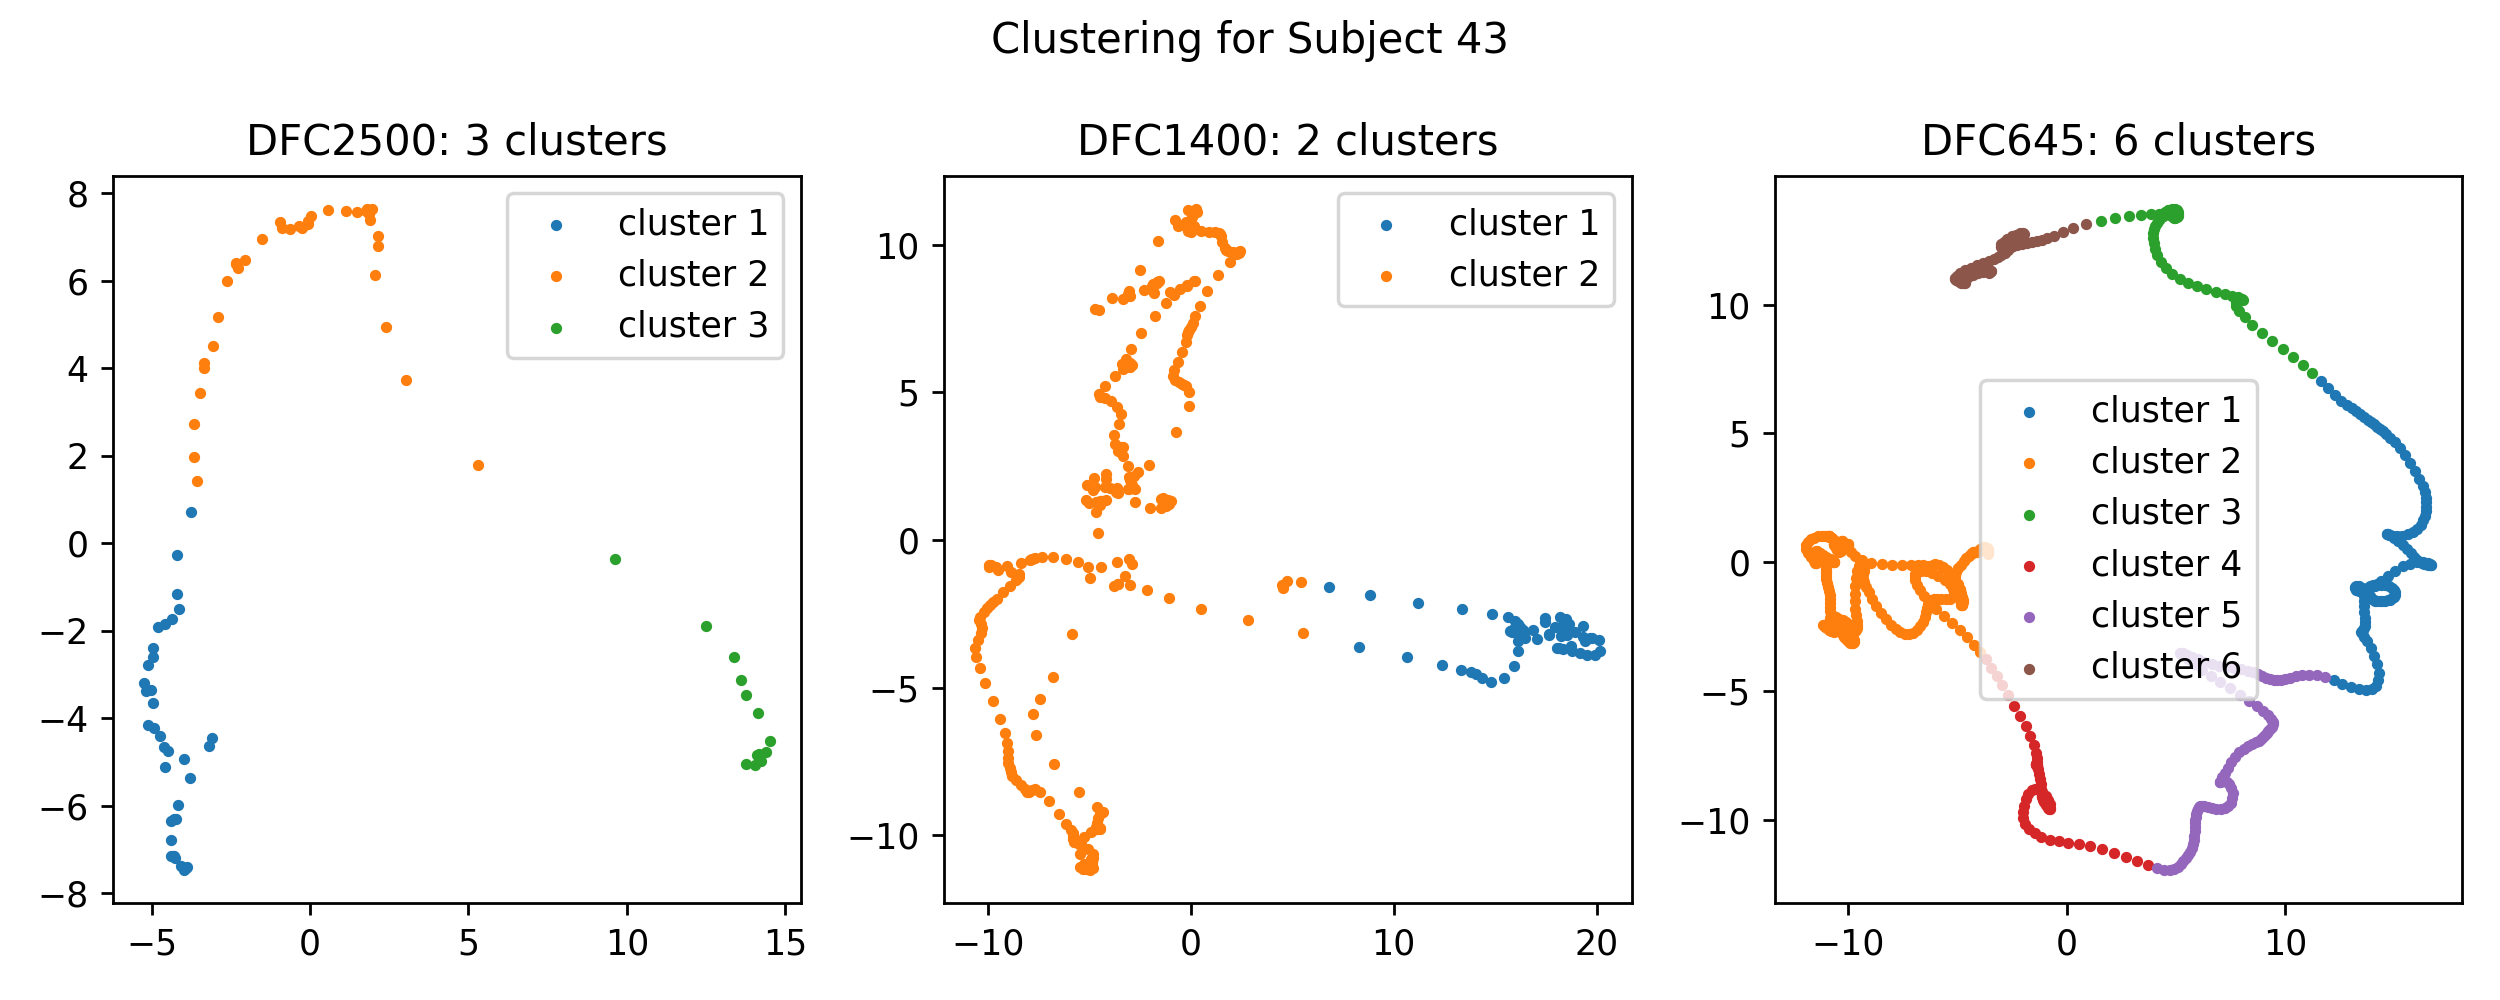 Clustering for Subject 43
DFC2500: 3 clusters
8
6
4
2
0
−2
−4
−6
−8
−5
0
5
10
15
cluster 1
cluster 2
cluster 3
DFC1400: 2 clusters
10
5
0
−5
−10
−10
0
10
20
cluster 1
cluster 2
DFC645: 6 clusters
10
5
0
−5
−10
−10
0
10
cluster 1
cluster 2
cluster 3
cluster 4
cluster 5
cluster 6